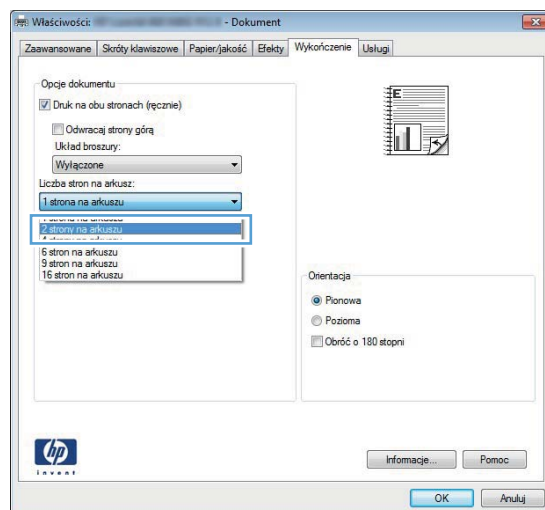 Właściwości: - Dokument
Zaawansowane Skróty klawiszowe Papier/jakość Efekty Wykończenie Usługi
Opcje dokumentu
Druk na obu stronach (ręcznie)
Odwracaj strony górą
Układ broszury:
Wyłączone
Liczba stron na arkusz:
1 strona na arkuszu
2 strony na arkuszu
6 stron na arkuszu
9 stron na arkuszu
16 stron na arkuszu
E
Orientacja
Pionowa
Pozioma
Obróć o 180 stopni
hp
invent
Informacje... Pomoc
OK Anuluj